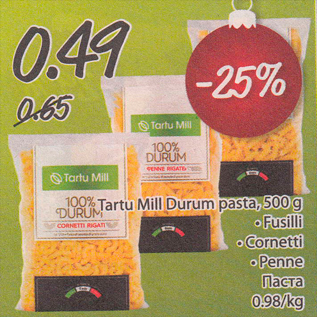 0.49
0.65
-25%
Tartu Mill
100%
DURUM
PENNE RIGATE
Tartu Mill
100%
DURUM
CORNETTI RIGATI
Tartu Mill Durum pasta, 500 g
• Fusilli
• Cornetti
• Penne
Паста
0.98/kg